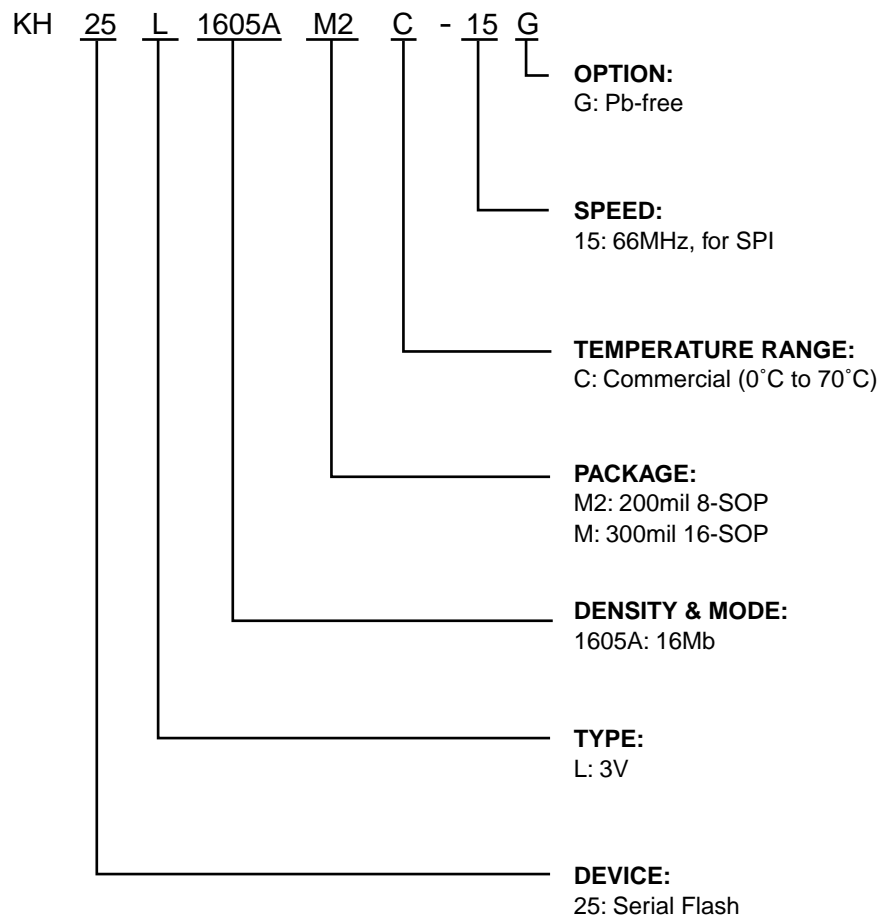 KH 25 L 1605A M2 C - 15 G
OPTION:
G: Pb-free
SPEED:
15: 66MHz, for SPI
TEMPERATURE RANGE:
C: Commercial (0˚C to 70˚C)
PACKAGE:
M2: 200mil 8-SOP
M: 300mil 16-SOP
DENSITY & MODE:
1605A: 16Mb
TYPE:
L: 3V
DEVICE:
25: Serial Flash